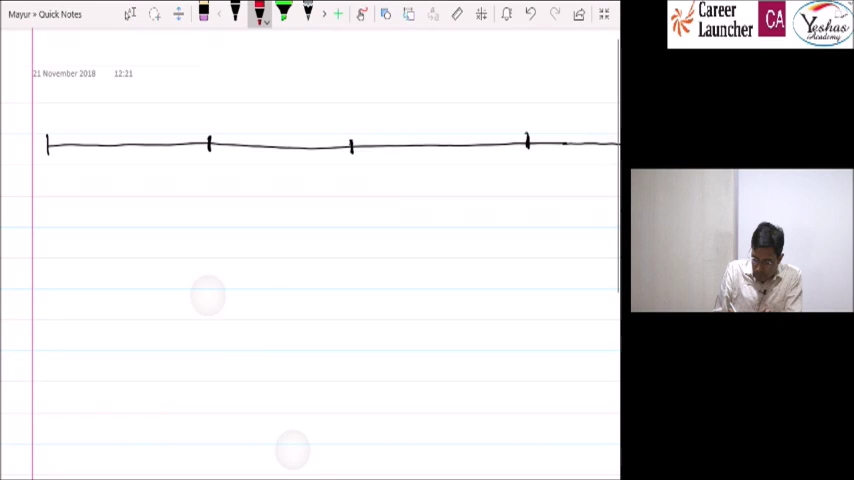 Mayur » Quick Notes
Career
Launcher
CA
Yeshas
Academy
21 November 2018 12:21